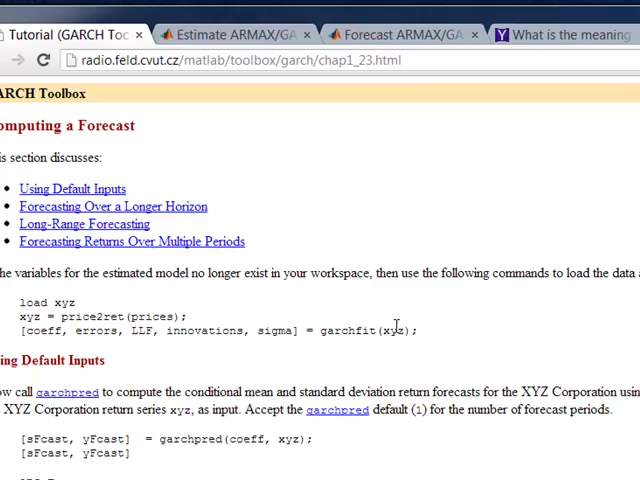 Tutorial (GARCH Too × Estimate ARMAX/GAR × Forecast ARMAX/GA × What is the meaning
radio.feld.cvut.cz/matlab/toolbox/garch/chap1_23.html
ARCH Toolbox
omputing a Forecast
is section discusses:
Using Default Inputs
Forecasting Over a Longer Horizon
Long-Range Forecasting
Forecasting Returns Over Multiple Periods
he variables for the estimated model no longer exist in your workspace, then use the following commands to load the data a
load xyz
xyz = price2ret(prices);
[coeff, errors, LLF, innovations, sigma] = garchfit(xyz);
ing Default Inputs
ow call garchpred to compute the conditional mean and standard deviation return forecasts for the XYZ Corporation using
XYZ Corporation return series xyz, as input. Accept the garchpred default (1) for the number of forecast periods.
[sFcast, yFcast] = garchpred(coeff, xyz);
[sFcast, yFcast]